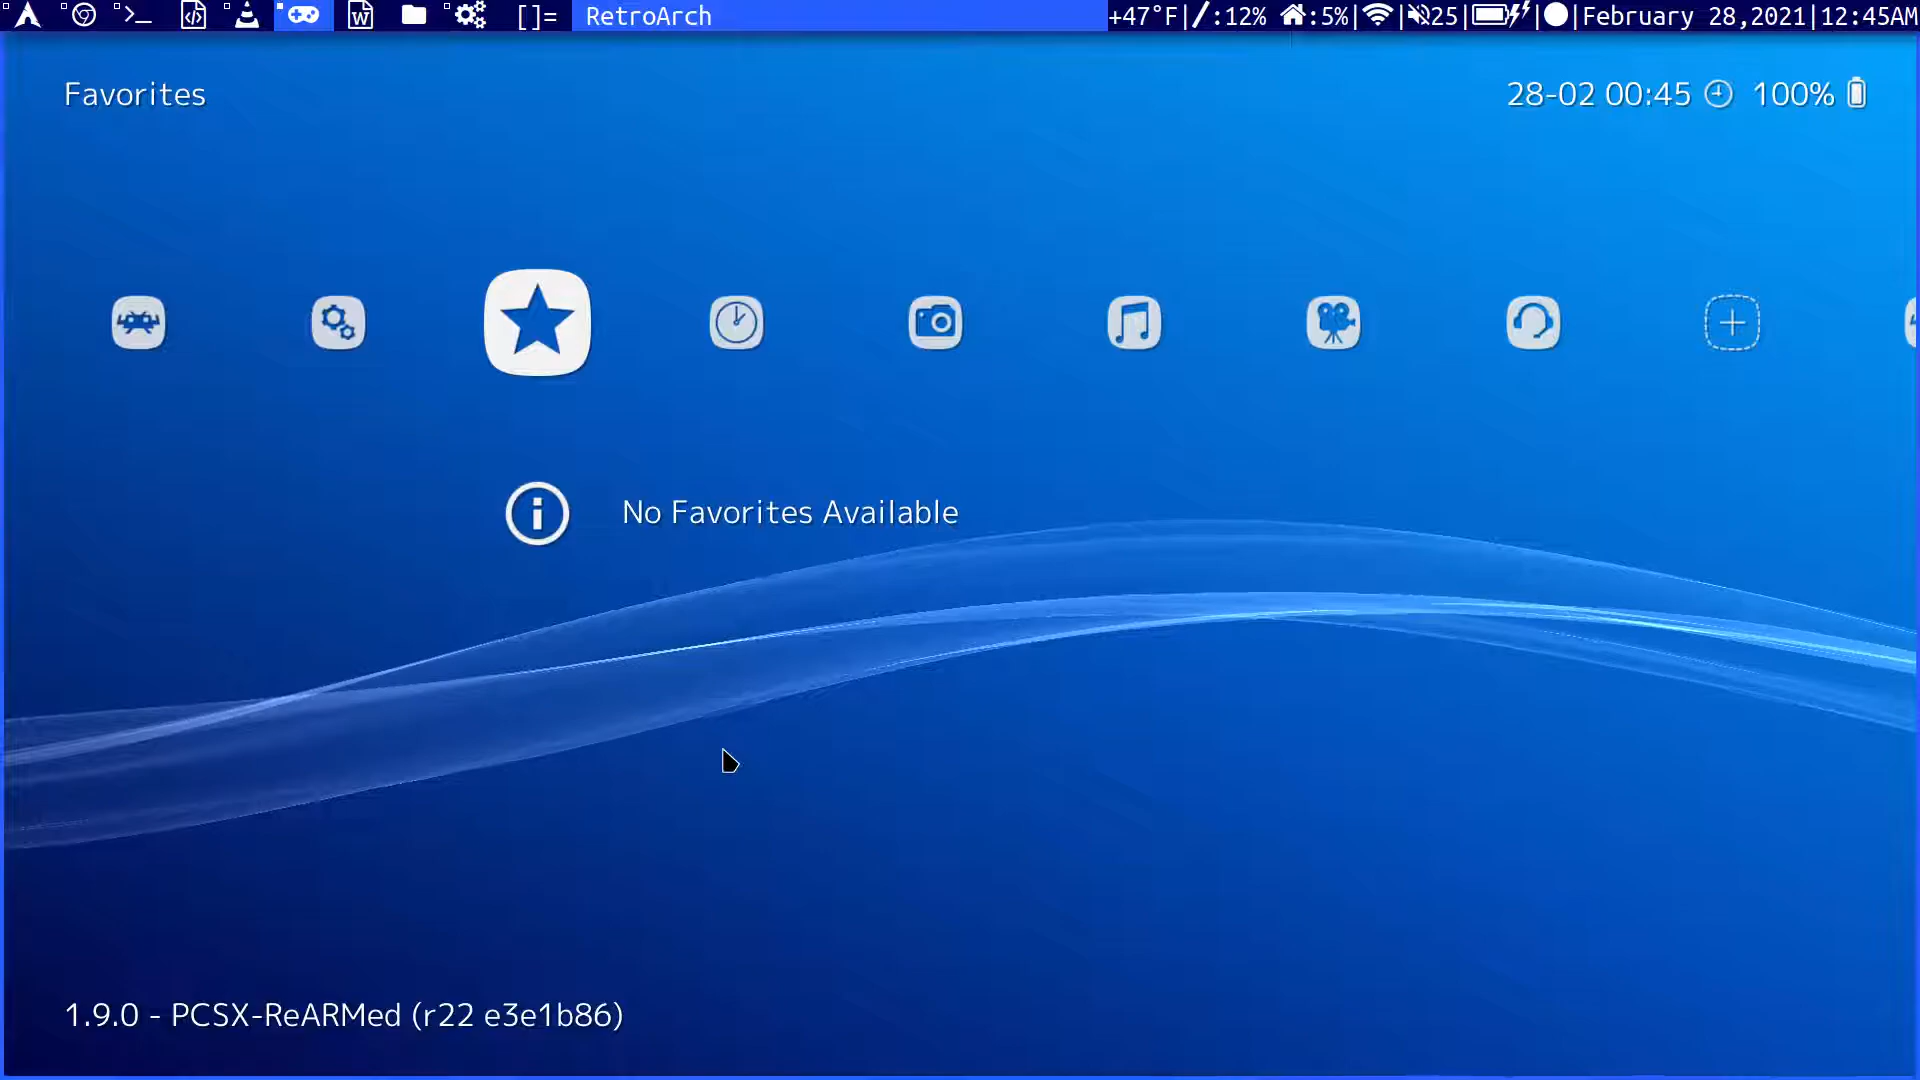 []= RetroArch +47°F|/:12% :5%| | 25| | |February 28,2021|12:45AM
Favorites 28-02 00:45 100%
No Favorites Available
1.9.0 - PCSX-ReARMed (r22 e3e1b86)